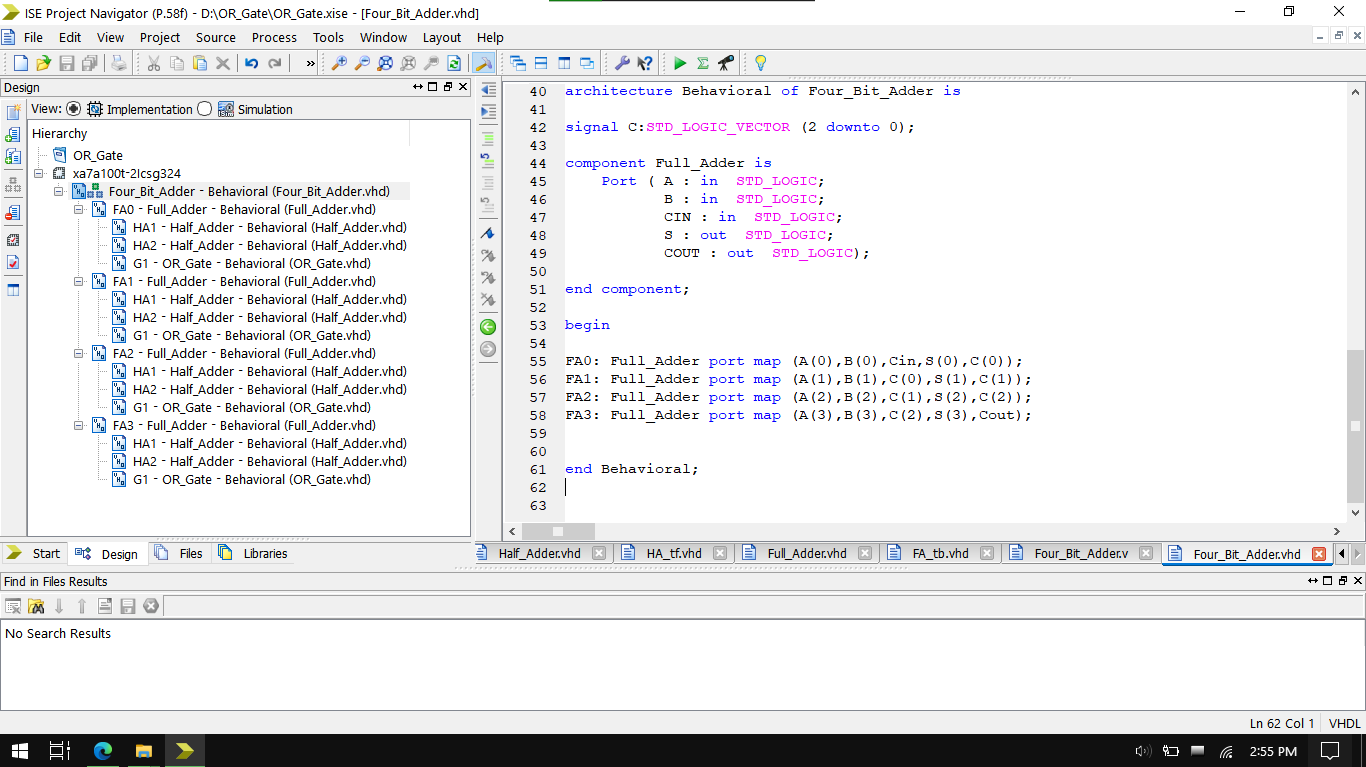 ISE Project Navigator (P.58f) - D:\OR_Gate\OR_Gate.xise - [Four_Bit_Adder.vhd]
File Edit View Project Source Process Tools Window Layout Help
»
Design
View: Implementation Simulation
Hierarchy
OR_Gate
xa7a100t-2Icsg324
Four_Bit_Adder - Behavioral (Four_Bit_Adder.vhd)
FA0 - Full_Adder - Behavioral (Full_Adder.vhd)
HA1 - Half_Adder - Behavioral (Half_Adder.vhd)
HA2 - Half_Adder - Behavioral (Half_Adder.vhd)
G1 - OR_Gate - Behavioral (OR_Gate.vhd)
FA1 - Full_Adder - Behavioral (Full_Adder.vhd)
HA1 - Half_Adder - Behavioral (Half_Adder.vhd)
HA2 - Half_Adder - Behavioral (Half_Adder.vhd)
G1 - OR_Gate - Behavioral (OR_Gate.vhd)
FA2 - Full_Adder - Behavioral (Full_Adder.vhd)
HA1 - Half_Adder - Behavioral (Half_Adder.vhd)
HA2 - Half_Adder - Behavioral (Half_Adder.vhd)
G1 - OR_Gate - Behavioral (OR_Gate.vhd)
FA3 - Full_Adder - Behavioral (Full_Adder.vhd)
HA1 - Half_Adder - Behavioral (Half_Adder.vhd)
HA2 - Half_Adder - Behavioral (Half_Adder.vhd)
G1 - OR_Gate - Behavioral (OR_Gate.vhd)
Start Design Files Libraries
40 architecture Behavioral of Four_Bit_Adder is
41
42 signal C:STD_LOGIC_VECTOR (2 downto 0);
43
44 component Full_Adder is
45 Port ( A : in STD_LOGIC;
46 B : in STD_LOGIC;
47 CIN : in STD_LOGIC;
48 S : out STD_LOGIC;
49 COUT : out STD_LOGIC);
50
51 end component;
52
53 begin
54
55 FA0: Full_Adder port map (A(0),B(0),Cin,S(0),C(0));
56 FA1: Full_Adder port map (A(1),B(1),C(0),S(1),C(1));
57 FA2: Full_Adder port map (A(2),B(2),C(1),S(2),C(2));
58 FA3: Full_Adder port map (A(3),B(3),C(2),S(3),Cout);
59
60
61 end Behavioral;
62
63
Half_Adder.vhd HA_tf.vhd Full_Adder.vhd FA_tb.vhd Four_Bit_Adder.v Four_Bit_Adder.vhd
Find in Files Results
No Search Results
Ln 62 Col 1 VHDL
2:55 PM